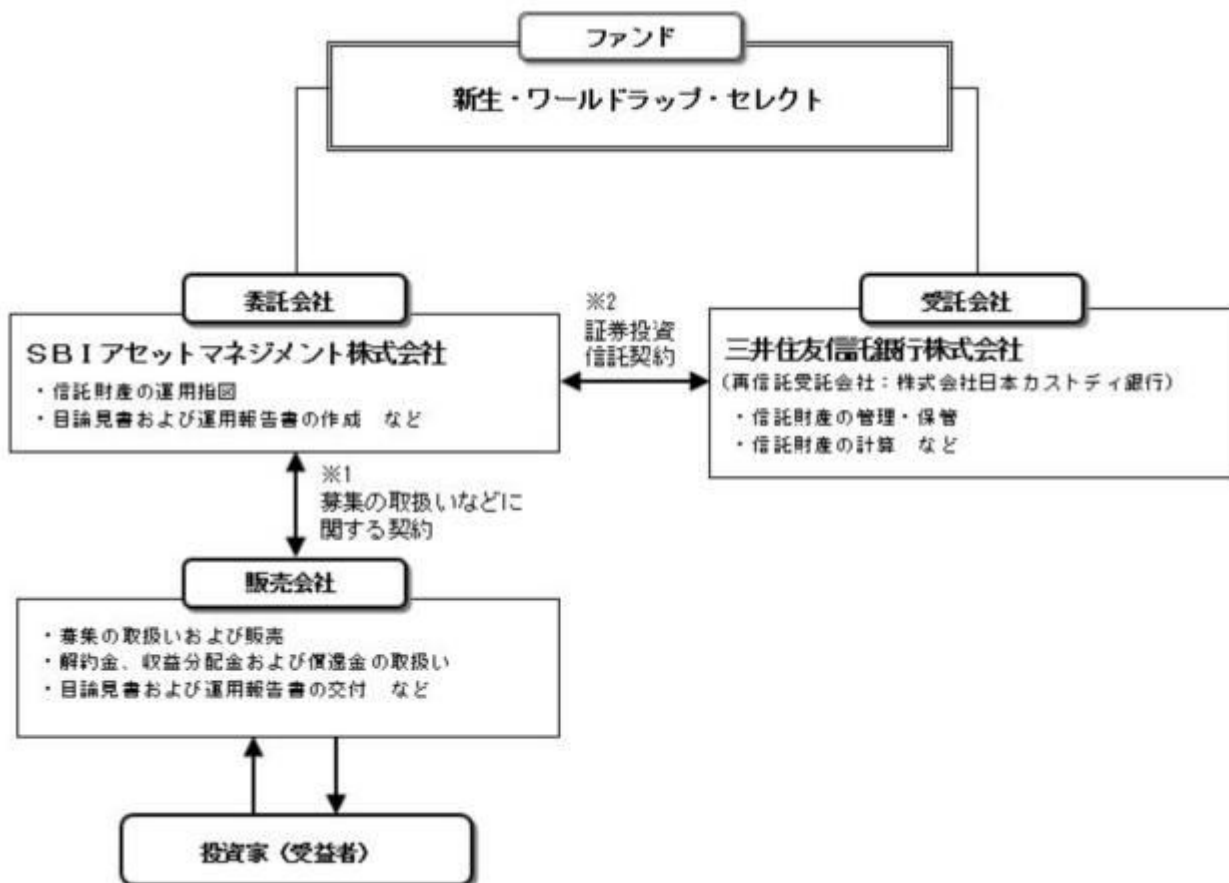 ファンド
新生・ワールドラップ・セレクト
委託会社
SBIアセットマネジメント株式会社
・信託財産の運用指図
・目論見書および運用報告書の作成　など
※2
証券投資
信託契約
受託会社
三井住友信託銀行株式会社
(再信託受託会社：株式会社日本カストディ銀行)
・信託財産の管理・保管
・信託財産の計算　など
※1
募集の取扱いなどに
関する契約
販売会社
・募集の取扱いおよび販売
・解約金、収益分配金および償還金の取扱い
・目論見書および運用報告書の交付　など
投資家（受益者）